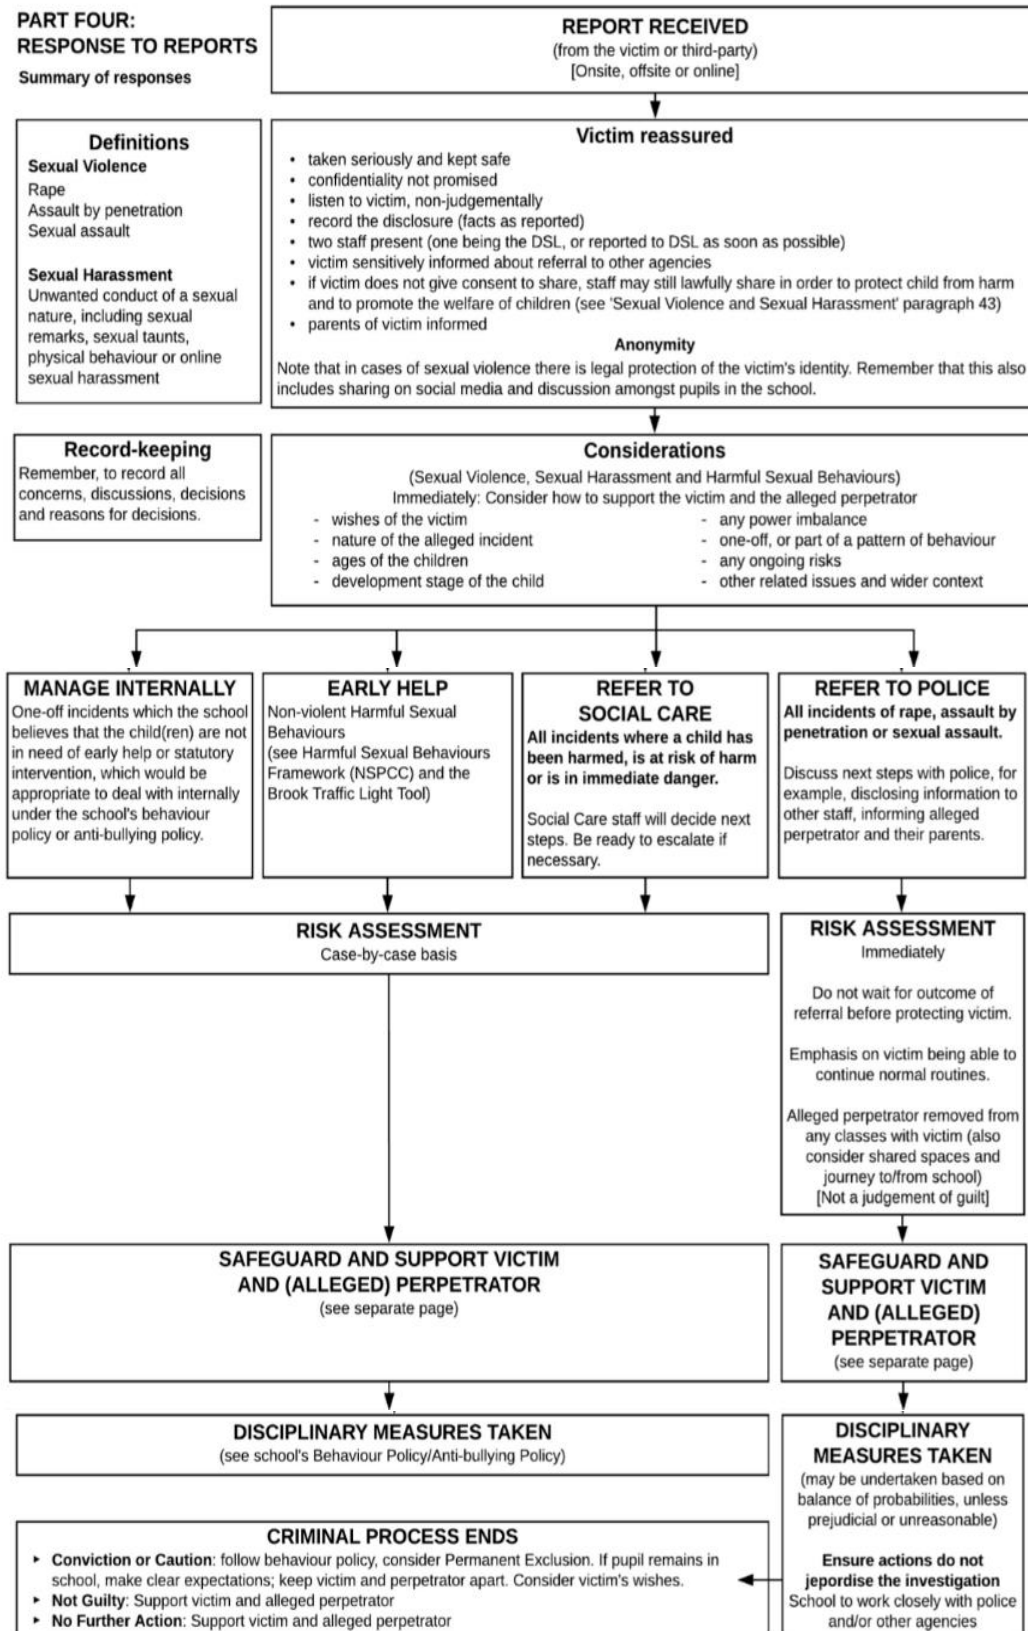 PART FOUR:
RESPONSE TO REPORTS
Summary of responses
REPORT RECEIVED
(from the victim or third-party)
[Onsite, offsite or online]
Definitions
Sexual Violence
Rape
Assault by penetration
Sexual assault
Sexual Harassment
Unwanted conduct of a sexual
nature, including sexual
remarks, sexual taunts,
physical behaviour or online
sexual harassment
Victim reassured
• taken seriously and kept safe
• confidentiality not promised
• listen to victim, non-judgementally
• record the disclosure (facts as reported)
• two staff present (one being the DSL, or reported to DSL as soon as possible)
• victim sensitively informed about referral to other agencies
• if victim does not give consent to share, staff may still lawfully share in order to protect child from harm
and to promote the welfare of children (see 'Sexual Violence and Sexual Harassment' paragraph 43)
• parents of victim informed
Anonymity
Note that in cases of sexual violence there is legal protection of the victim's identity. Remember that this also
includes sharing on social media and discussion amongst pupils in the school.
Record-keeping
Remember, to record all
concerns, discussions, decisions
and reasons for decisions.
Considerations
(Sexual Violence, Sexual Harassment and Harmful Sexual Behaviours)
Immediately: Consider how to support the victim and the alleged perpetrator
- wishes of the victim
- nature of the alleged incident
- ages of the children
- development stage of the child
- any power imbalance
- one-off, or part of a pattern of behaviour
- any ongoing risks
- other related issues and wider context
MANAGE INTERNALLY
One-off incidents which the school
believes that the child(ren) are not
in need of early help or statutory
intervention, which would be
appropriate to deal with internally
under the school's behaviour
policy or anti-bullying policy.
EARLY HELP
Non-violent Harmful Sexual
Behaviours
(see Harmful Sexual Behaviours
Framework (NSPCC) and the
Brook Traffic Light Tool)
REFER TO
SOCIAL CARE
All incidents where a child has
been harmed, is at risk of harm
or is in immediate danger.
Social Care staff will decide next
steps. Be ready to escalate if
necessary.
REFER TO POLICE
All incidents of rape, assault by
penetration or sexual assault.
Discuss next steps with police, for
example, disclosing information to
other staff, informing alleged
perpetrator and their parents.
RISK ASSESSMENT
Case-by-case basis
RISK ASSESSMENT
Immediately
Do not wait for outcome of
referral before protecting victim.
Emphasis on victim being able to
continue normal routines.
Alleged perpetrator removed from
any classes with victim (also
consider shared spaces and
journey to/from school)
[Not a judgement of guilt]
SAFEGUARD AND SUPPORT VICTIM
AND (ALLEGED) PERPETRATOR
(see separate page)
SAFEGUARD AND
SUPPORT VICTIM
AND (ALLEGED)
PERPETRATOR
(see separate page)
DISCIPLINARY MEASURES TAKEN
(see school's Behaviour Policy/Anti-bullying Policy)
DISCIPLINARY
MEASURES TAKEN
(may be undertaken based on
balance of probabilities, unless
prejudicial or unreasonable)
Ensure actions do not
jepordise the investigation
School to work closely with police
and/or other agencies
CRIMINAL PROCESS ENDS
‣ Conviction or Caution: follow behaviour policy, consider Permanent Exclusion. If pupil remains in
school, make clear expectations; keep victim and perpetrator apart. Consider victim's wishes.
‣ Not Guilty: Support victim and alleged perpetrator
‣ No Further Action: Support victim and alleged perpetrator